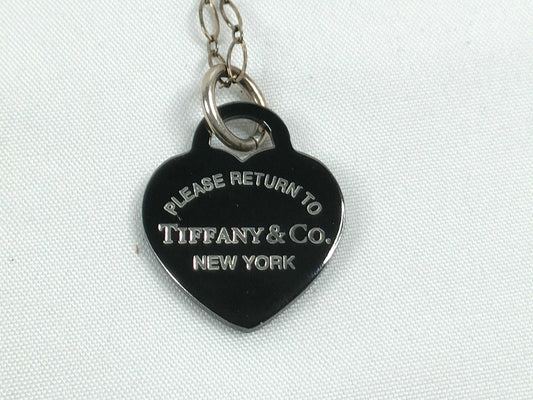 PLEASE RETURN TO
TIFFANY & CO.
NEW YORK